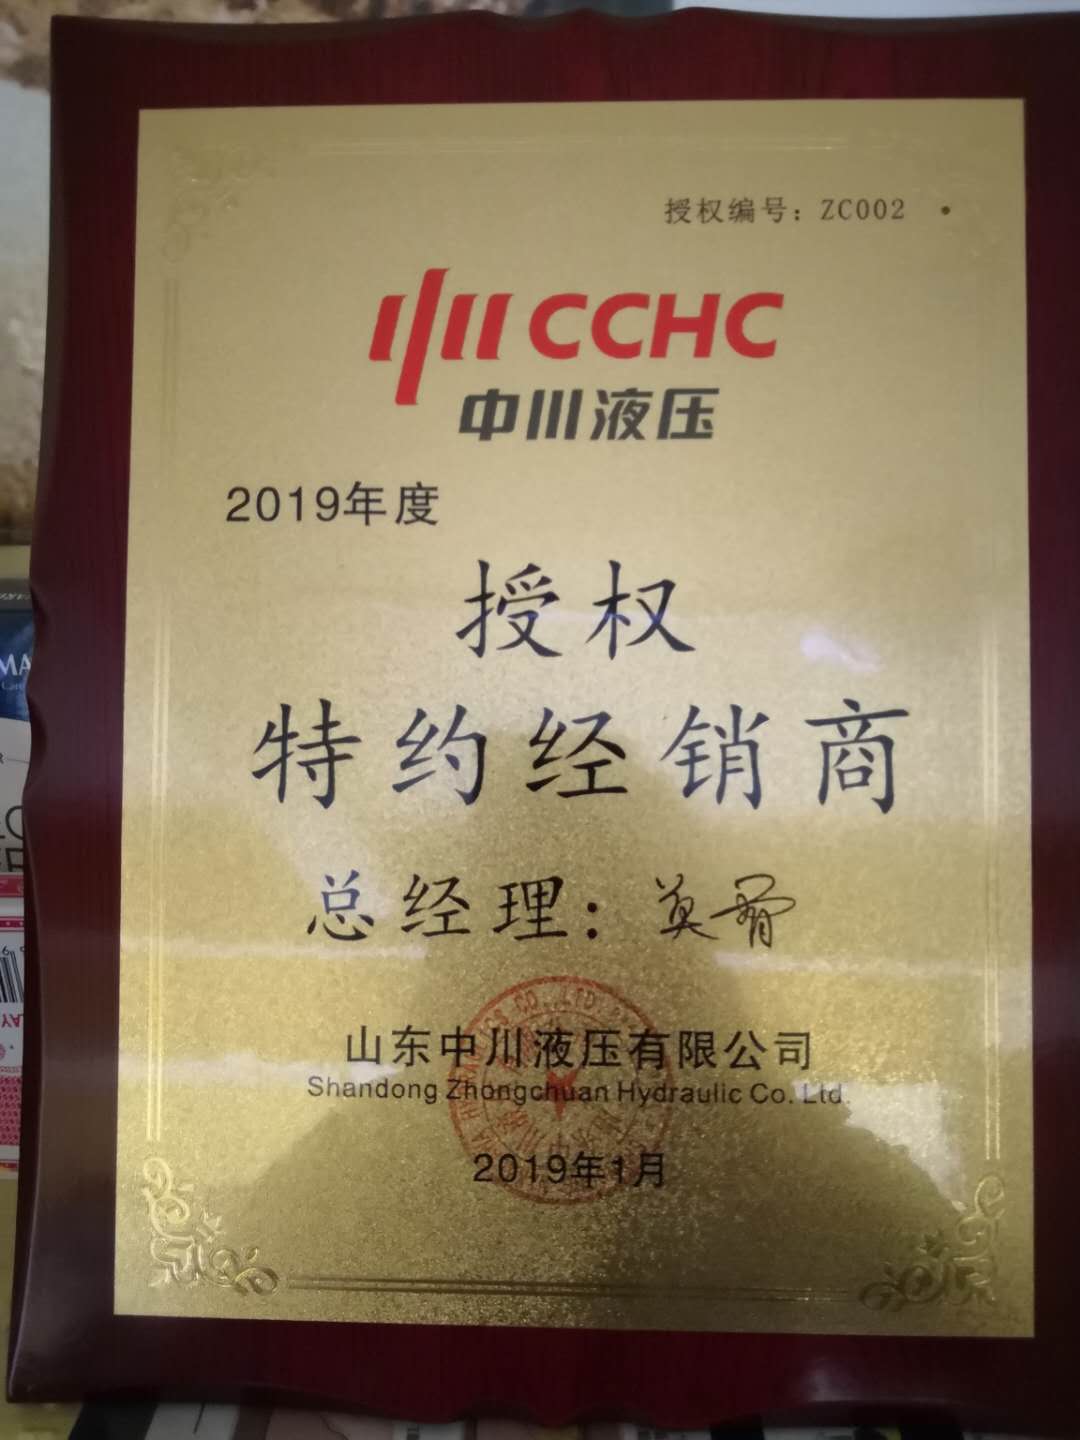 授权编号：ZC002
CCHC
中川液压
2019年度
授权
特约经销商
总经理：
山东中川液压有限公司
Shandong Zhongchuan Hydraulic Co. Ltd.
2019年1月